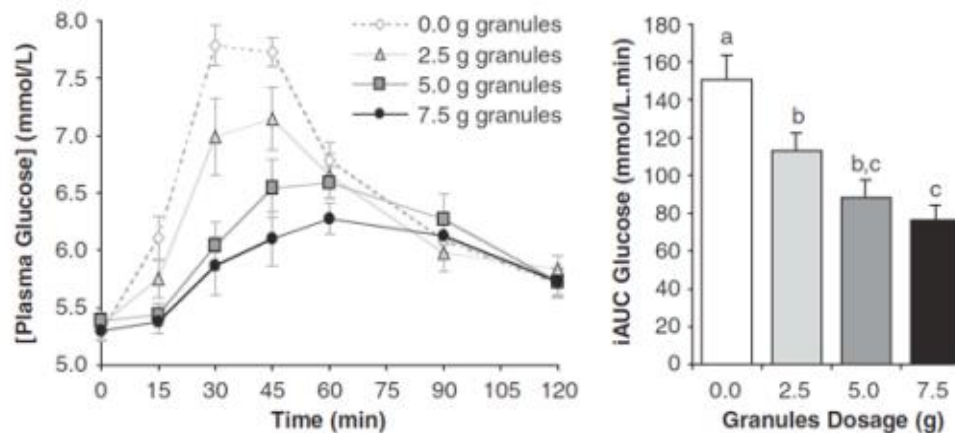 8.0
7.5
7.0
6.5
6.0
5.5
5.0
[Plasma Glucose] (mmol/L)
0 15 30 45 60 75 90 105 120
Time (min)
0.0 g granules
2.5 g granules
5.0 g granules
7.5 g granules
180
160
140
120
100
80
60
40
20
0
iAUC Glucose (mmol/L.min)
a
b
b,c
c
0.0 2.5 5.0 7.5
Granules Dosage (g)